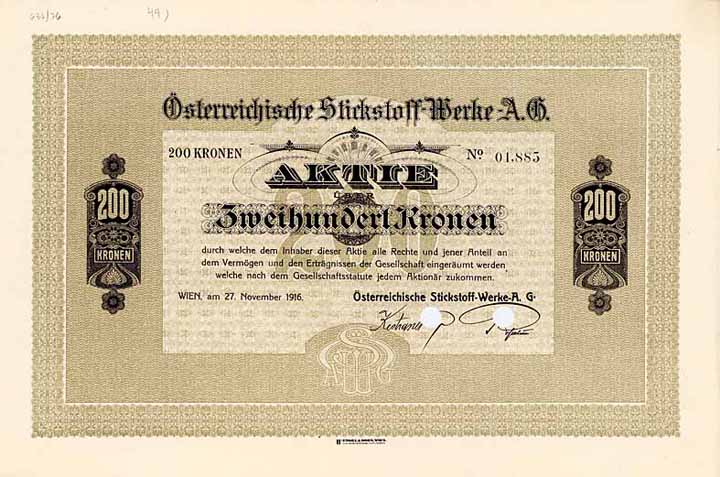 49)
Österreichische Stickstoff-Werke-A.G.
200 KRONEN
No 01.885
AKTIE
Zweihundert Kronen
200
KRONEN
200
KRONEN
durch welche dem Inhaber dieser Aktie alle Rechte und jener Anteil an
dem Vermögen und den Erträgnissen der Gesellschaft eingeräumt werden
welche nach dem Gesellschaftsstatute jedem Aktionär zukommen.
WIEN, am 27. November 1916.
Österreichische Stickstoff-Werke-A. G.